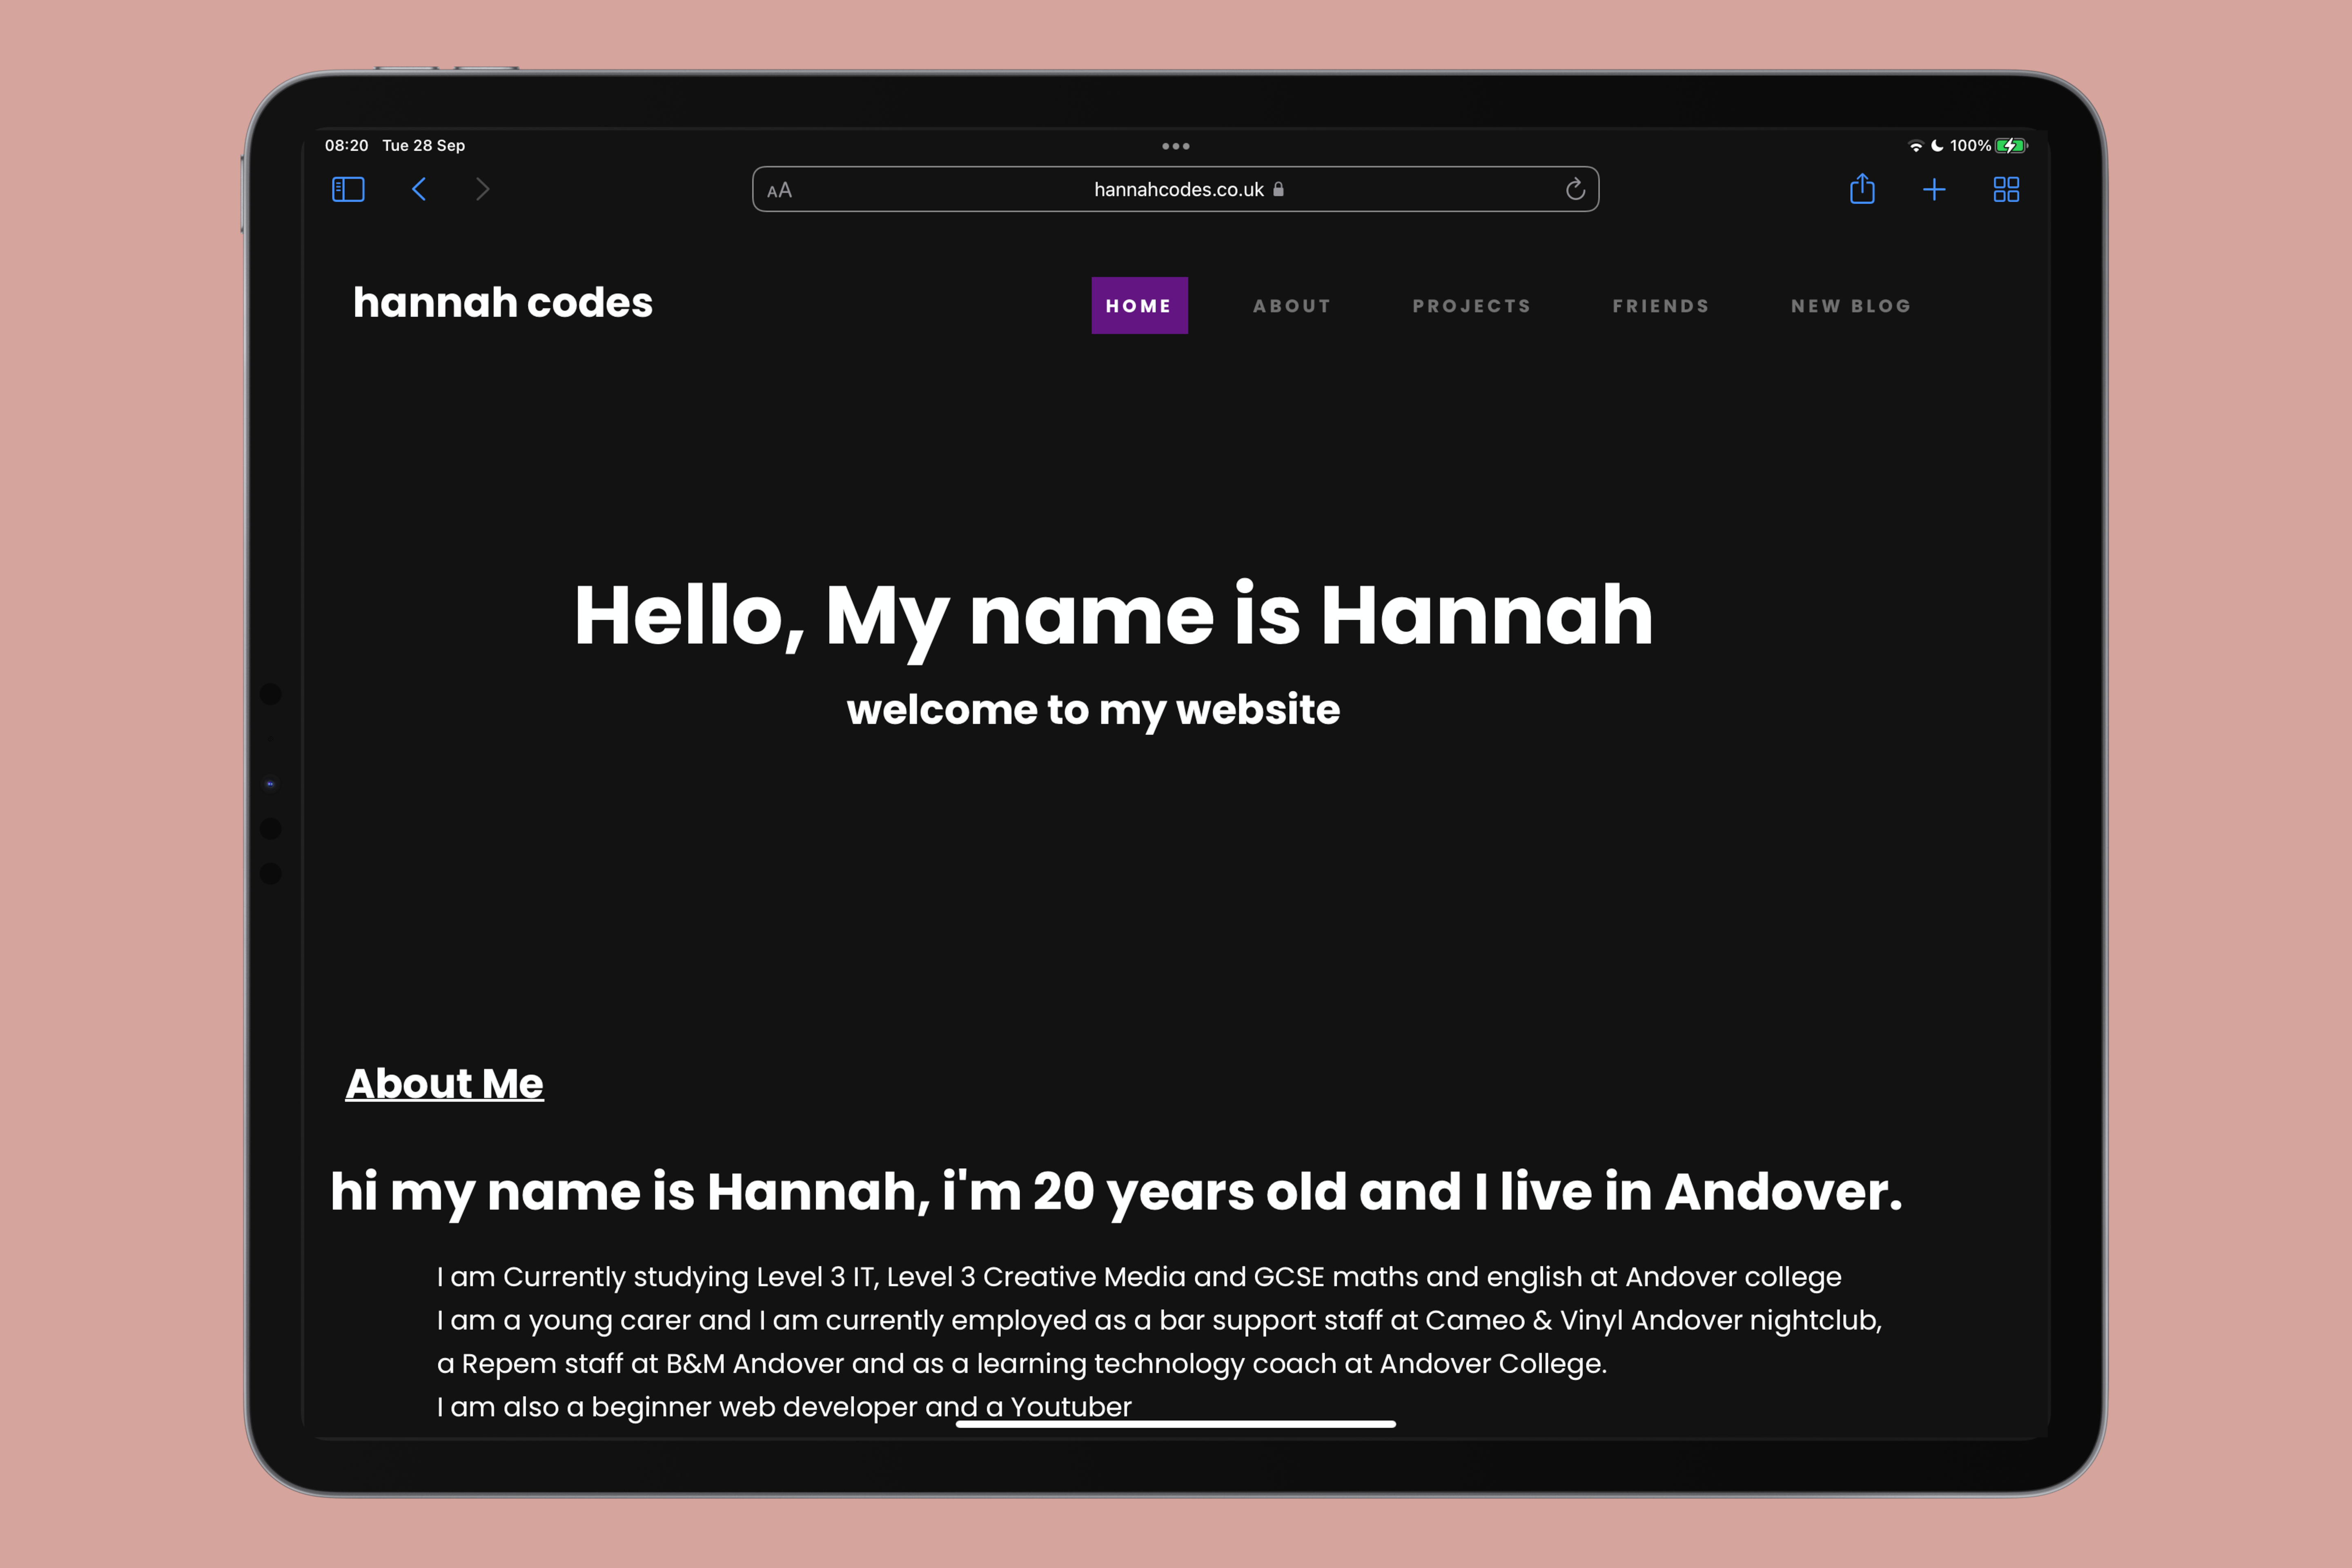 08:20 Tue 28 Sep
100%
AA hannahcodes.co.uk
hannah codes
HOME ABOUT PROJECTS FRIENDS NEW BLOG
Hello, My name is Hannah
welcome to my website
About Me
hi my name is Hannah, i'm 20 years old and I live in Andover.
I am Currently studying Level 3 IT, Level 3 Creative Media and GCSE maths and english at Andover college
I am a young carer and I am currently employed as a bar support staff at Cameo & Vinyl Andover nightclub,
a Repem staff at B&M Andover and as a learning technology coach at Andover College.
I am also a beginner web developer and a Youtuber